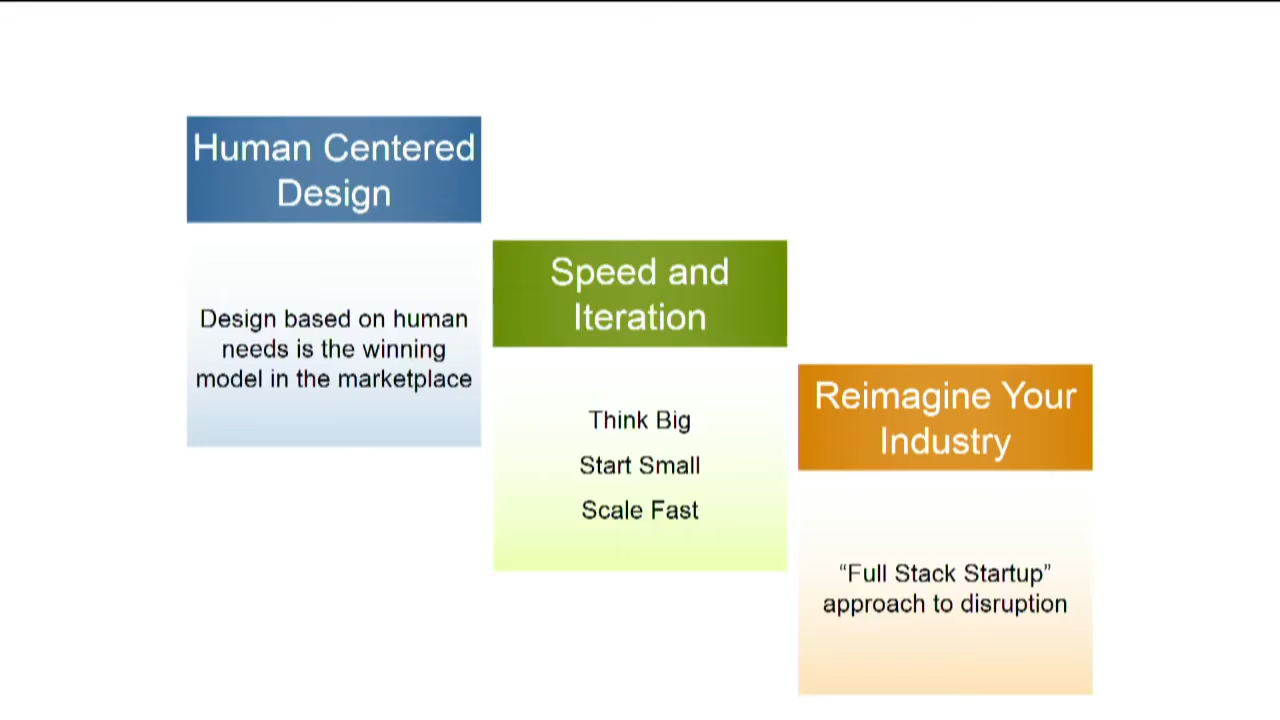 Human Centered
Design
Design based on human
needs is the winning
model in the marketplace
Speed and
Iteration
Think Big
Start Small
Scale Fast
Reimagine Your
Industry
“Full Stack Startup”
approach to disruption